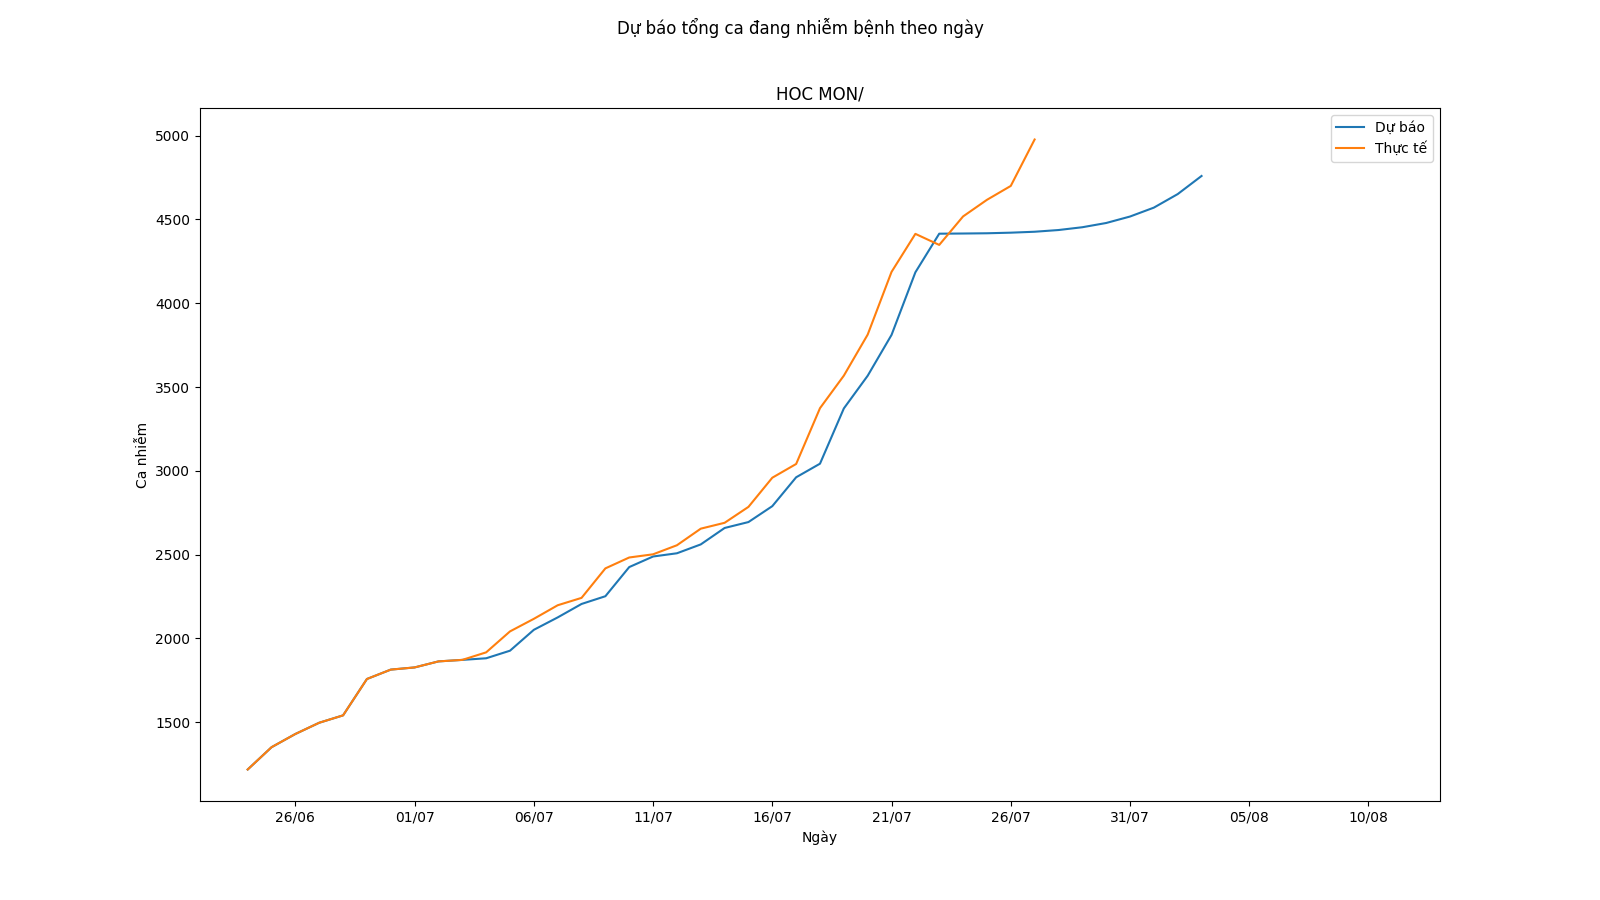 Dự báo tổng ca đang nhiễm bệnh theo ngày
HOC MON/
Dự báo
Thực tế
5000
4500
4000
3500
3000
2500
2000
1500
Ca nhiễm
26/06 01/07 06/07 11/07 16/07 21/07 26/07 31/07 05/08 10/08
Ngày